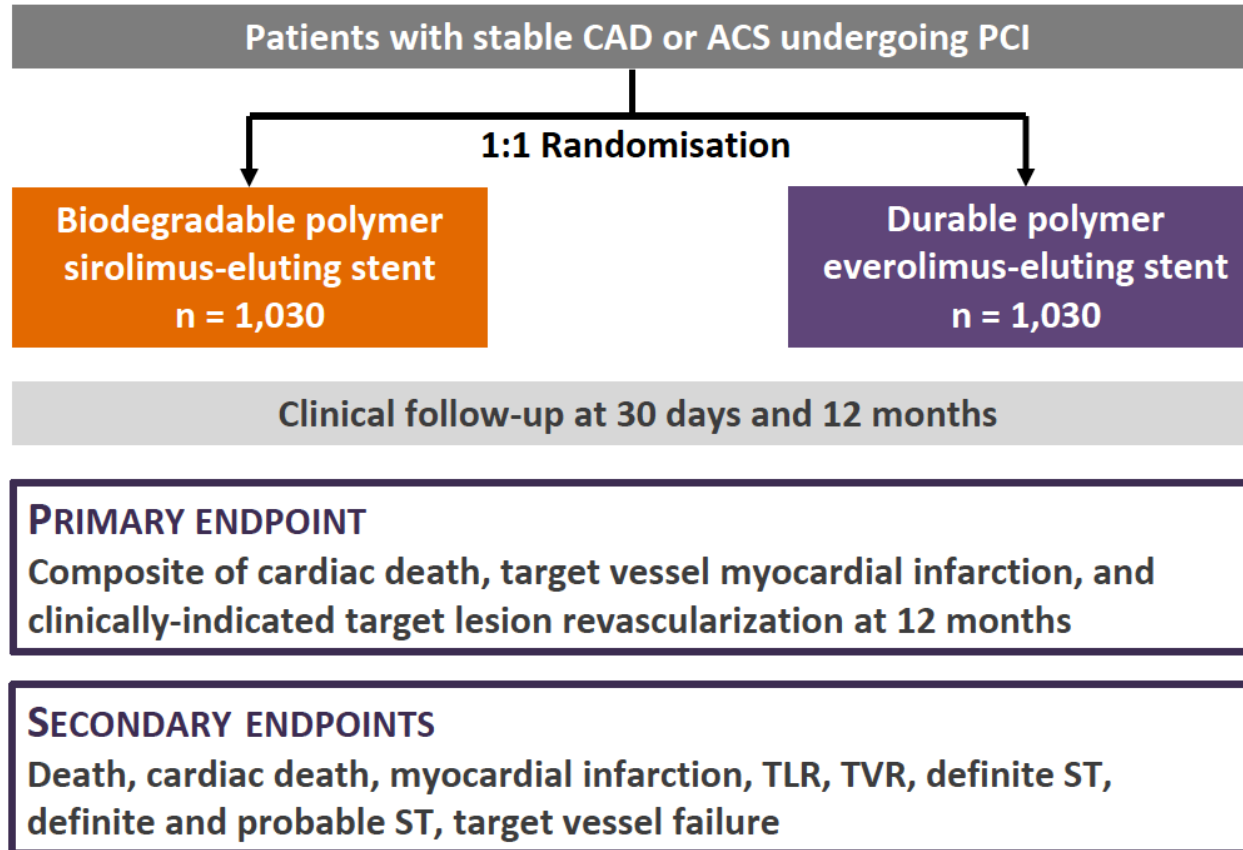 Patients with stable CAD or ACS undergoing PCI
1:1 Randomisation
Biodegradable polymer
sirolimus-eluting stent
n = 1,030
Durable polymer
everolimus-eluting stent
n = 1,030
Clinical follow-up at 30 days and 12 months
PRIMARY ENDPOINT
Composite of cardiac death, target vessel myocardial infarction, and
clinically-indicated target lesion revascularization at 12 months
SECONDARY ENDPOINTS
Death, cardiac death, myocardial infarction, TLR, TVR, definite ST,
definite and probable ST, target vessel failure